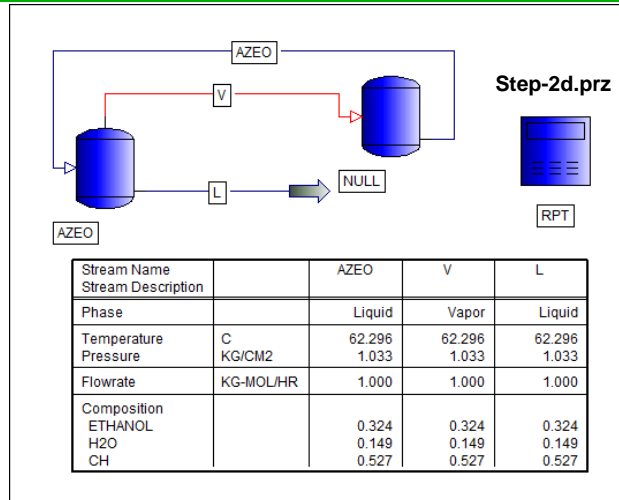 AZEO
V
Step-2d.prz
L
NULL
RPT
AZEO
Stream Name AZEO V L
Stream Description
Phase Liquid Vapor Liquid
Temperature C 62.296 62.296 62.296
Pressure KG/CM2 1.033 1.033 1.033
Flowrate KG-MOL/HR 1.000 1.000 1.000
Composition
ETHANOL 0.324 0.324 0.324
H2O 0.149 0.149 0.149
CH 0.527 0.527 0.527